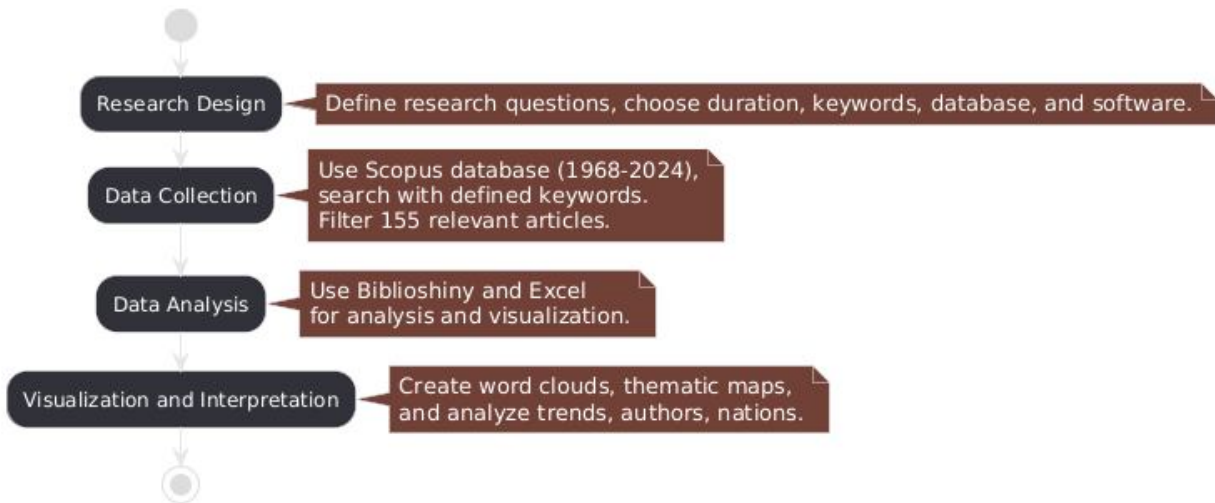 Research Design
Define research questions, choose duration, keywords, database, and software.
Data Collection
Use Scopus database (1968-2024),
search with defined keywords.
Filter 155 relevant articles.
Data Analysis
Use Biblioshiny and Excel
for analysis and visualization.
Visualization and Interpretation
Create word clouds, thematic maps,
and analyze trends, authors, nations.